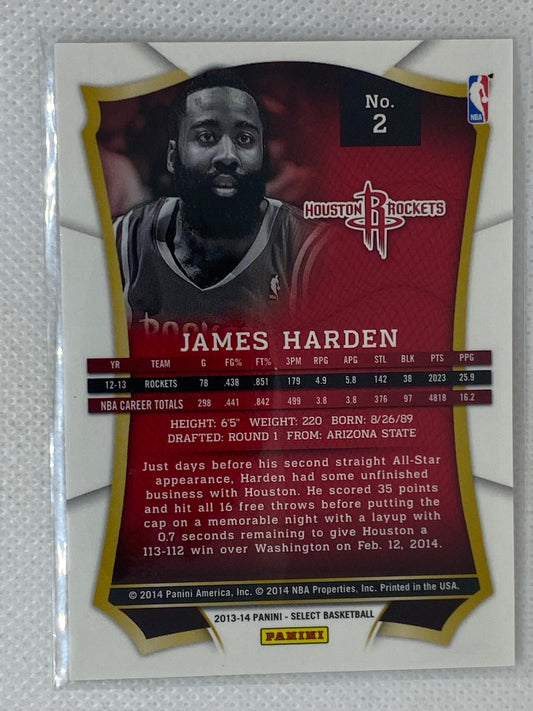 No.
2
NBA
HOUSTON R ROCKETS
JAMES HARDEN
YR TEAM G FG% FT% 3PM RPG APG STL BLK PTS PPG
12-13 ROCKETS 78 .438 .851 179 4.9 5.8 142 38 2023 25.9
NBA CAREER TOTALS 298 .441 .842 499 3.8 3.8 376 97 4818 16.2
HEIGHT: 6'5" WEIGHT: 220 BORN: 8/26/89
DRAFTED: ROUND 1 FROM: ARIZONA STATE
Just days before his second straight All-Star
appearance, Harden had some unfinished
business with Houston. He scored 35 points
and hit all 16 free throws before putting the
cap on a memorable night with a layup with
0.7 seconds remaining to give Houston a
113-112 win over Washington on Feb. 12, 2014.
© 2014 Panini America, Inc. © 2014 NBA Properties, Inc. Printed in the USA.
2013-14 PANINI - SELECT BASKETBALL
PANINI